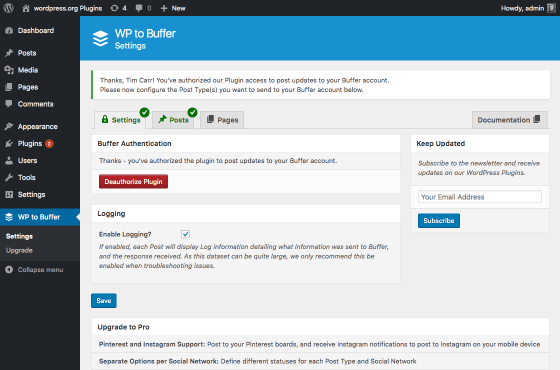 wordpress.org Plugins 4 0 + New Howdy, admin
Dashboard
Posts
Media
Pages
Comments
Appearance
Plugins 2
Users
Tools
Settings
WP to Buffer
Settings
Upgrade
Collapse menu
WP to Buffer
Settings
Thanks, Tim Carr! You've authorized our Plugin access to post updates to your Buffer account.
Please now configure the Post Type(s) you want to send to your Buffer account below.
Settings Posts Pages Documentation
Buffer Authentication
Thanks - you've authorized the plugin to post updates to your Buffer account.
Deauthorize Plugin
Logging
Enable Logging?
If enabled, each Post will display Log information detailing what information was sent to Buffer,
and the response received. As this dataset can be quite large, we only recommend this be
enabled when troubleshooting issues.
Save
Keep Updated
Subscribe to the newsletter and receive
updates on our WordPress Plugins.
Your Email Address
Subscribe
Upgrade to Pro
Pinterest and Instagram Support: Post to your Pinterest boards, and receive Instagram notifications to post to Instagram on your mobile device
Separate Options per Social Network: Define different statuses for each Post Type and Social Network